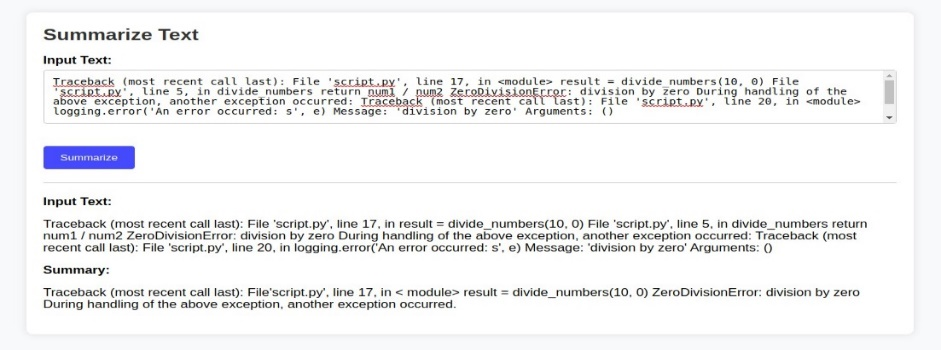 Summarize Text
Input Text:
Traceback (most recent call last): File 'script.py', line 17, in <module> result = divide_numbers(10, 0) File
'script.py', line 5, in divide_numbers return num1 / num2 ZeroDivisionError: division by zero During handling of the
above exception, another exception occurred: Traceback (most recent call last): File 'script.py', line 20, in <module>
logging.error('An error occurred: s', e) Message: 'division by zero' Arguments: ()
Summarize
Input Text:
Traceback (most recent call last): File 'script.py', line 17, in result = divide_numbers(10, 0) File 'script.py', line 5, in divide_numbers return
num1 / num2 ZeroDivisionError: division by zero During handling of the above exception, another exception occurred: Traceback (most
recent call last): File 'script.py', line 20, in logging.error('An error occurred: s', e) Message: 'division by zero' Arguments: ()
Summary:
Traceback (most recent call last): File'script.py', line 17, in < module> result = divide_numbers(10, 0) ZeroDivisionError: division by zero
During handling of the above exception, another exception occurred.